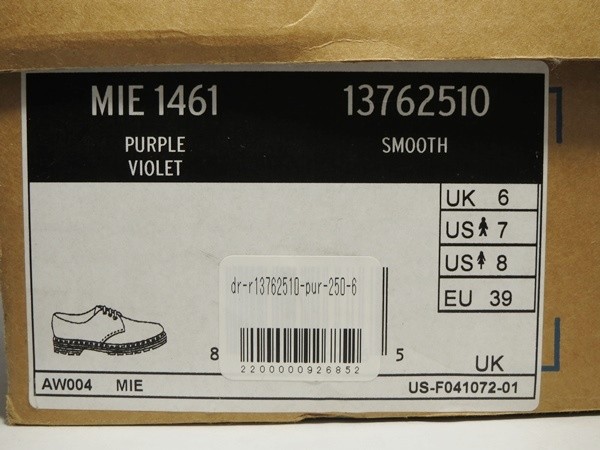 MIE 1461 13762510
PURPLE SMOOTH
VIOLET
UK 6
US 7
US 8
EU 39
dr-r13762510-pur-250-6
8 5
2200000926852
UK
AW004 MIE US-F041072-01